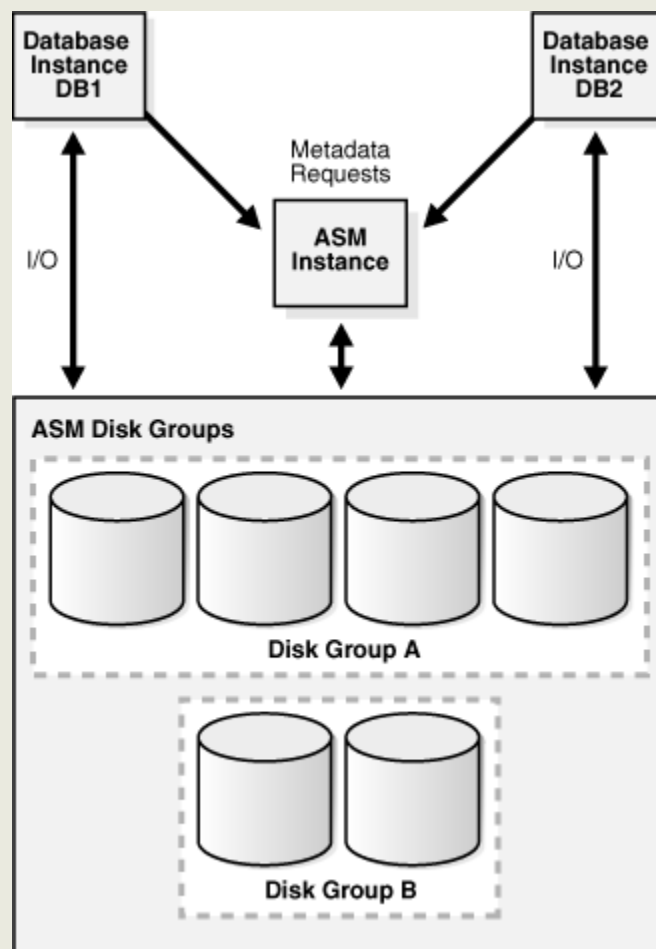 Database
Instance
DB1
Database
Instance
DB2
Metadata
Requests
ASM
Instance
I/O
I/O
ASM Disk Groups
Disk Group A
Disk Group B